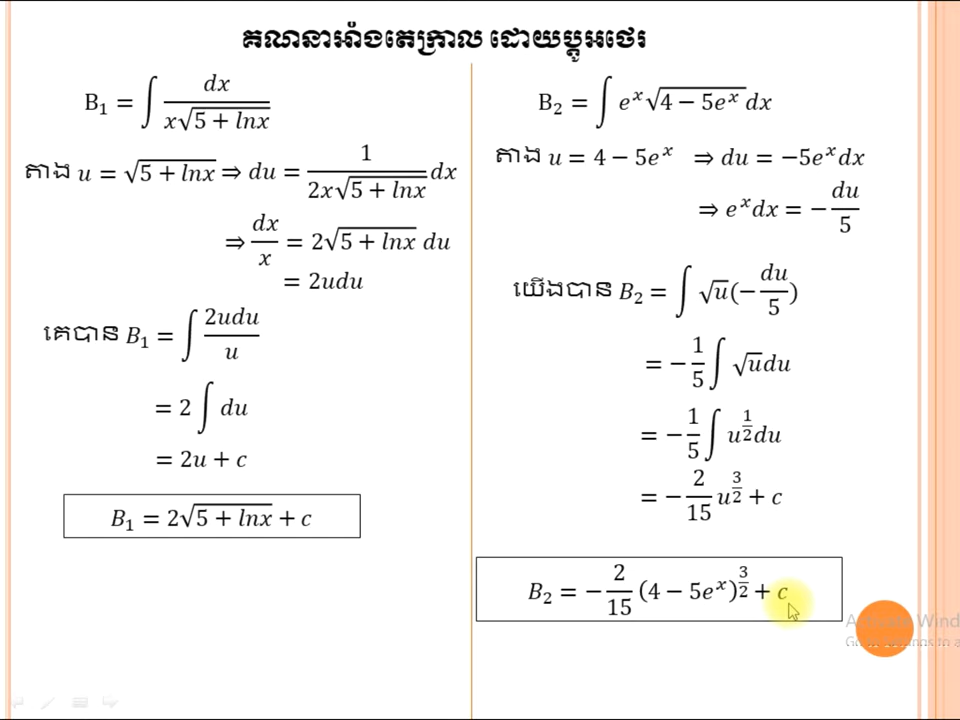 គណនាអាំងតេក្រាល ដោយប្តូរអថេរ
B₁ = ∫ dx / (x√(5 + lnx))
តាង u = √(5 + lnx) ⇒ du = 1 / (2x√(5 + lnx)) dx
⇒ dx/x = 2√(5 + lnx) du
= 2udu
គេបាន B₁ = ∫ 2udu / u
= 2 ∫ du
= 2u + c
B₁ = 2√(5 + lnx) + c
B₂ = ∫ eˣ√(4 − 5eˣ) dx
តាង u = 4 − 5eˣ ⇒ du = −5eˣdx
⇒ eˣdx = − du/5
យើងបាន B₂ = ∫ √u(− du/5)
= − 1/5 ∫ √u du
= − 1/5 ∫ u^(1/2) du
= − 2/15 u^(3/2) + c
B₂ = − 2/15 (4 − 5eˣ)^(3/2) + c